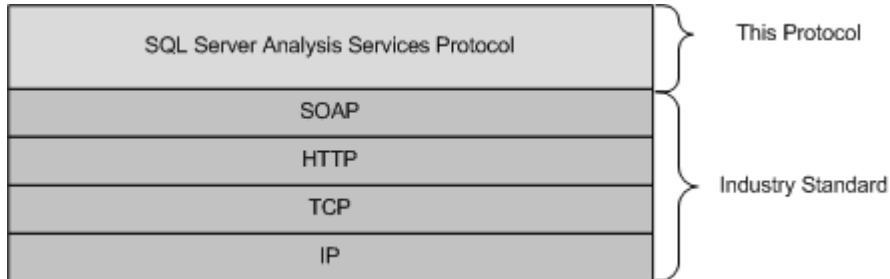 SQL Server Analysis Services Protocol
This Protocol
SOAP
HTTP
TCP
IP
Industry Standard